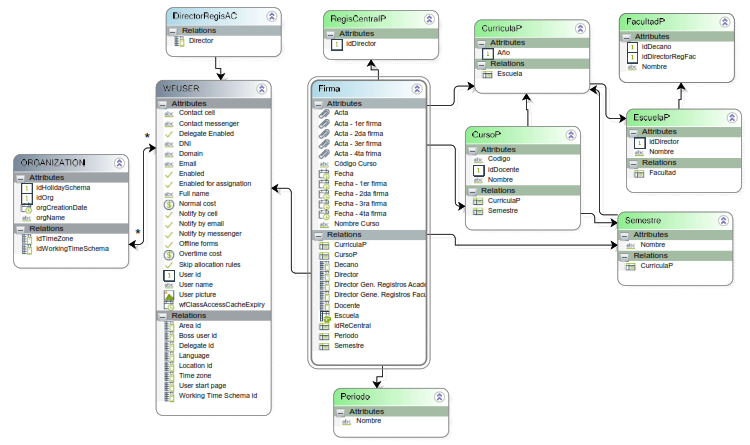 DirectorRegisAC
Relations
Director
RegisCentralP
Attributes
idDirector
CurriculaP
Attributes
Año
Relations
Escuela
FacultadP
Attributes
idDecano
idDirectorRegFac
Nombre
WFUSER
Attributes
Contact cell
Contact messenger
Delegate Enabled
DNI
Domain
Email
Enabled
Enabled for assignation
Full name
Normal cost
Notify by cell
Notify by email
Notify by messenger
Offline forms
Overtime cost
Skip allocation rules
User id
User name
User picture
wfClassAccessCacheExpiry
Relations
Area id
Boss user id
Delegate id
Language
Location id
Time zone
User start page
Working Time Schema id
Firma
Attributes
Acta
Acta - 1er firma
Acta - 2da firma
Acta - 3er firma
Acta - 4ta frima
Código Curso
Fecha
Fecha - 1er firma
Fecha - 2da firma
Fecha - 3ra firma
Fecha - 4ta firma
Nombre Curso
Relations
CurriculaP
CursoP
Decano
Director
Director Gen. Registros Acade
Director Gene. Registros Facu
Docente
Escuela
idReCentral
Periodo
Semestre
EscuelaP
Attributes
idDirector
Nombre
Relations
Facultad
CursoP
Attributes
Codigo
idDocente
Nombre
Relations
CurriculaP
Semestre
*
ORGANIZATION
Attributes
idHolidaySchema
idOrg
orgCreationDate
orgName
Relations
idTimeZone
idWorkingTimeSchema
*
Semestre
Attributes
Nombre
Relations
CurriculaP
Periodo
Attributes
Nombre